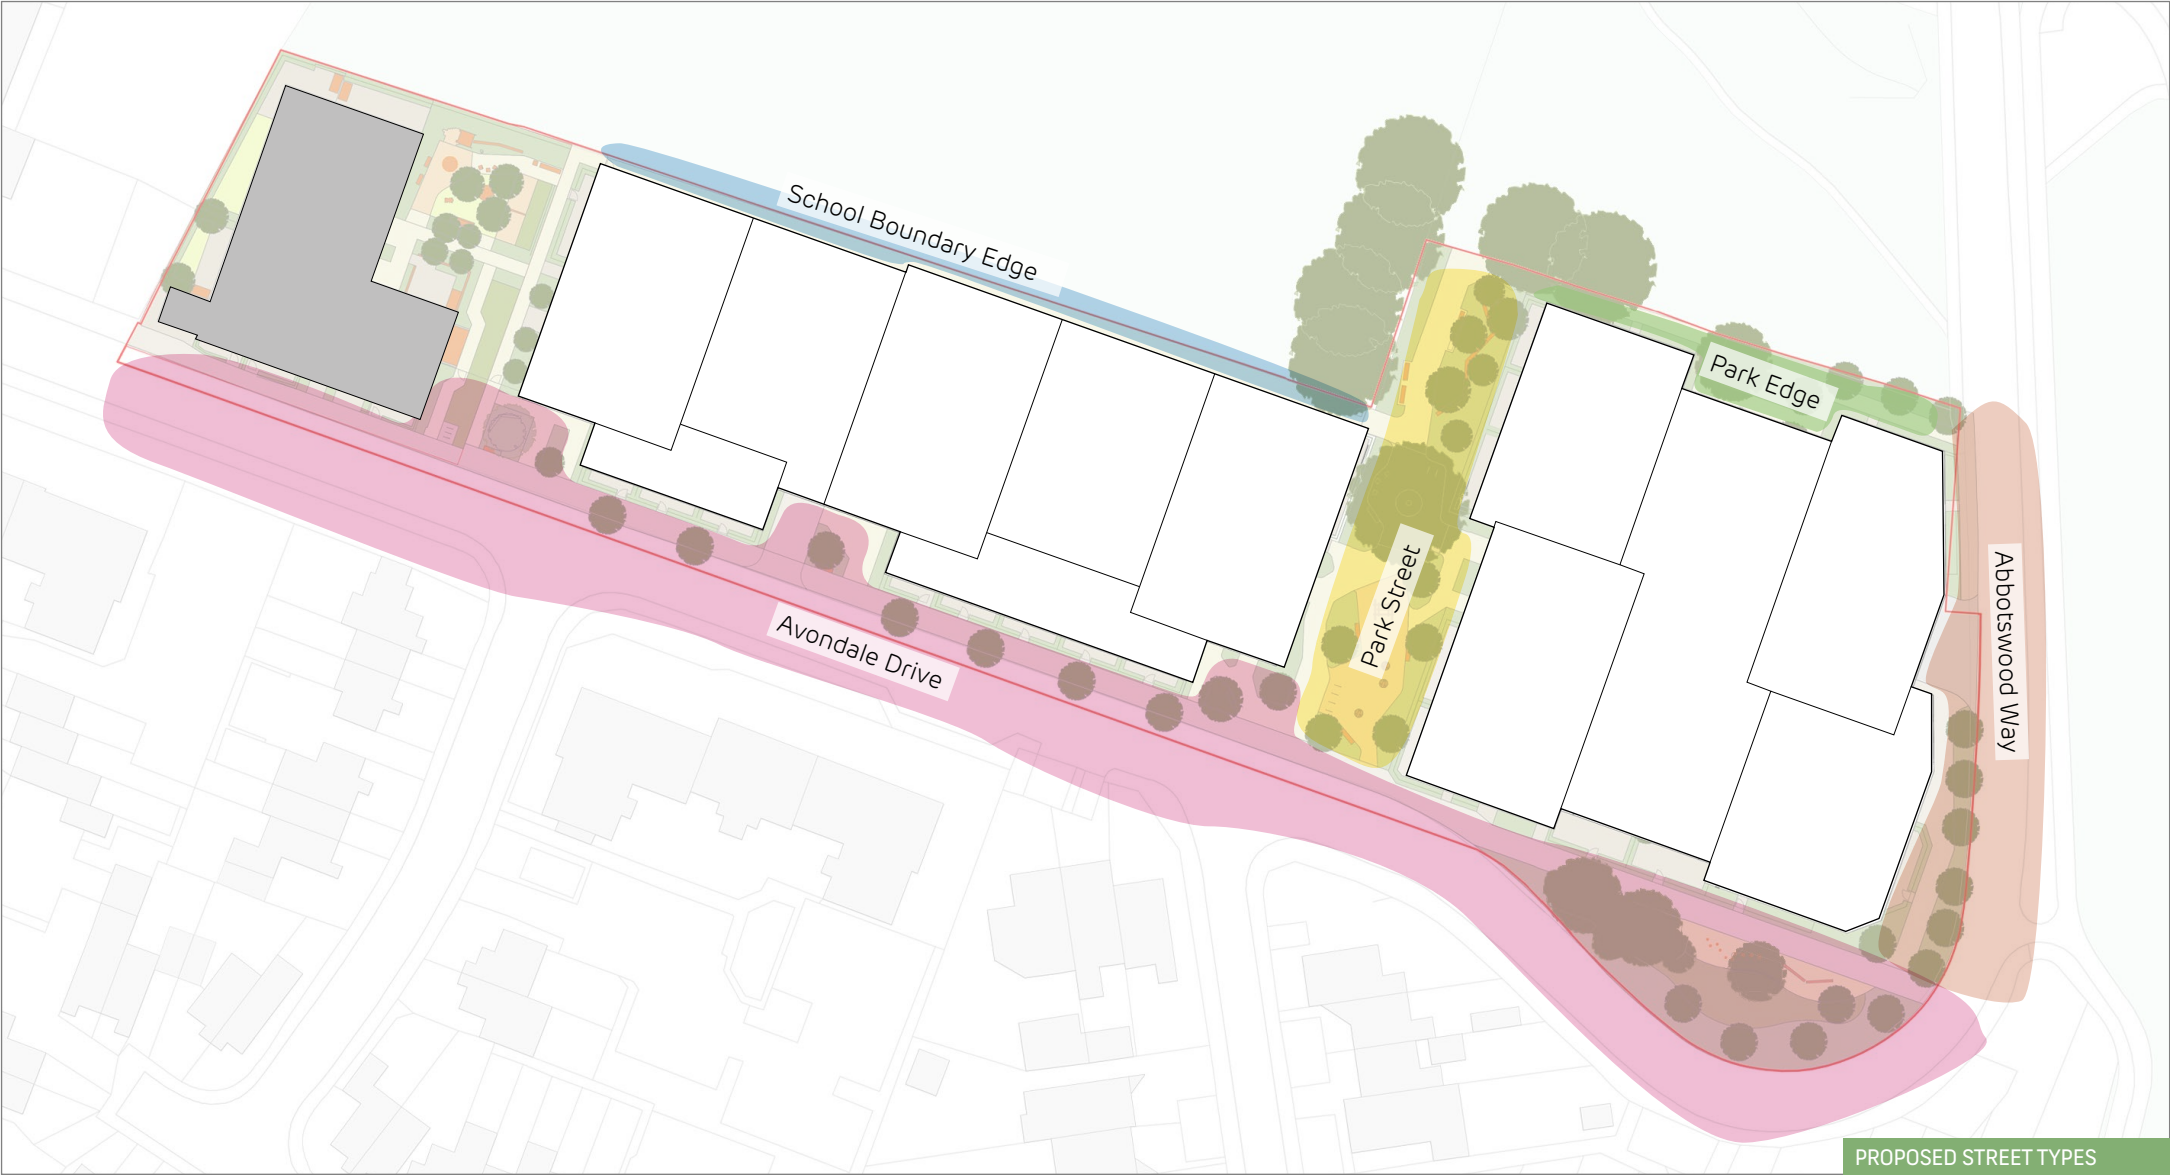 School Boundary Edge
Park Edge
Park Street
Abbotswood Way
Avondale Drive
PROPOSED STREET TYPES